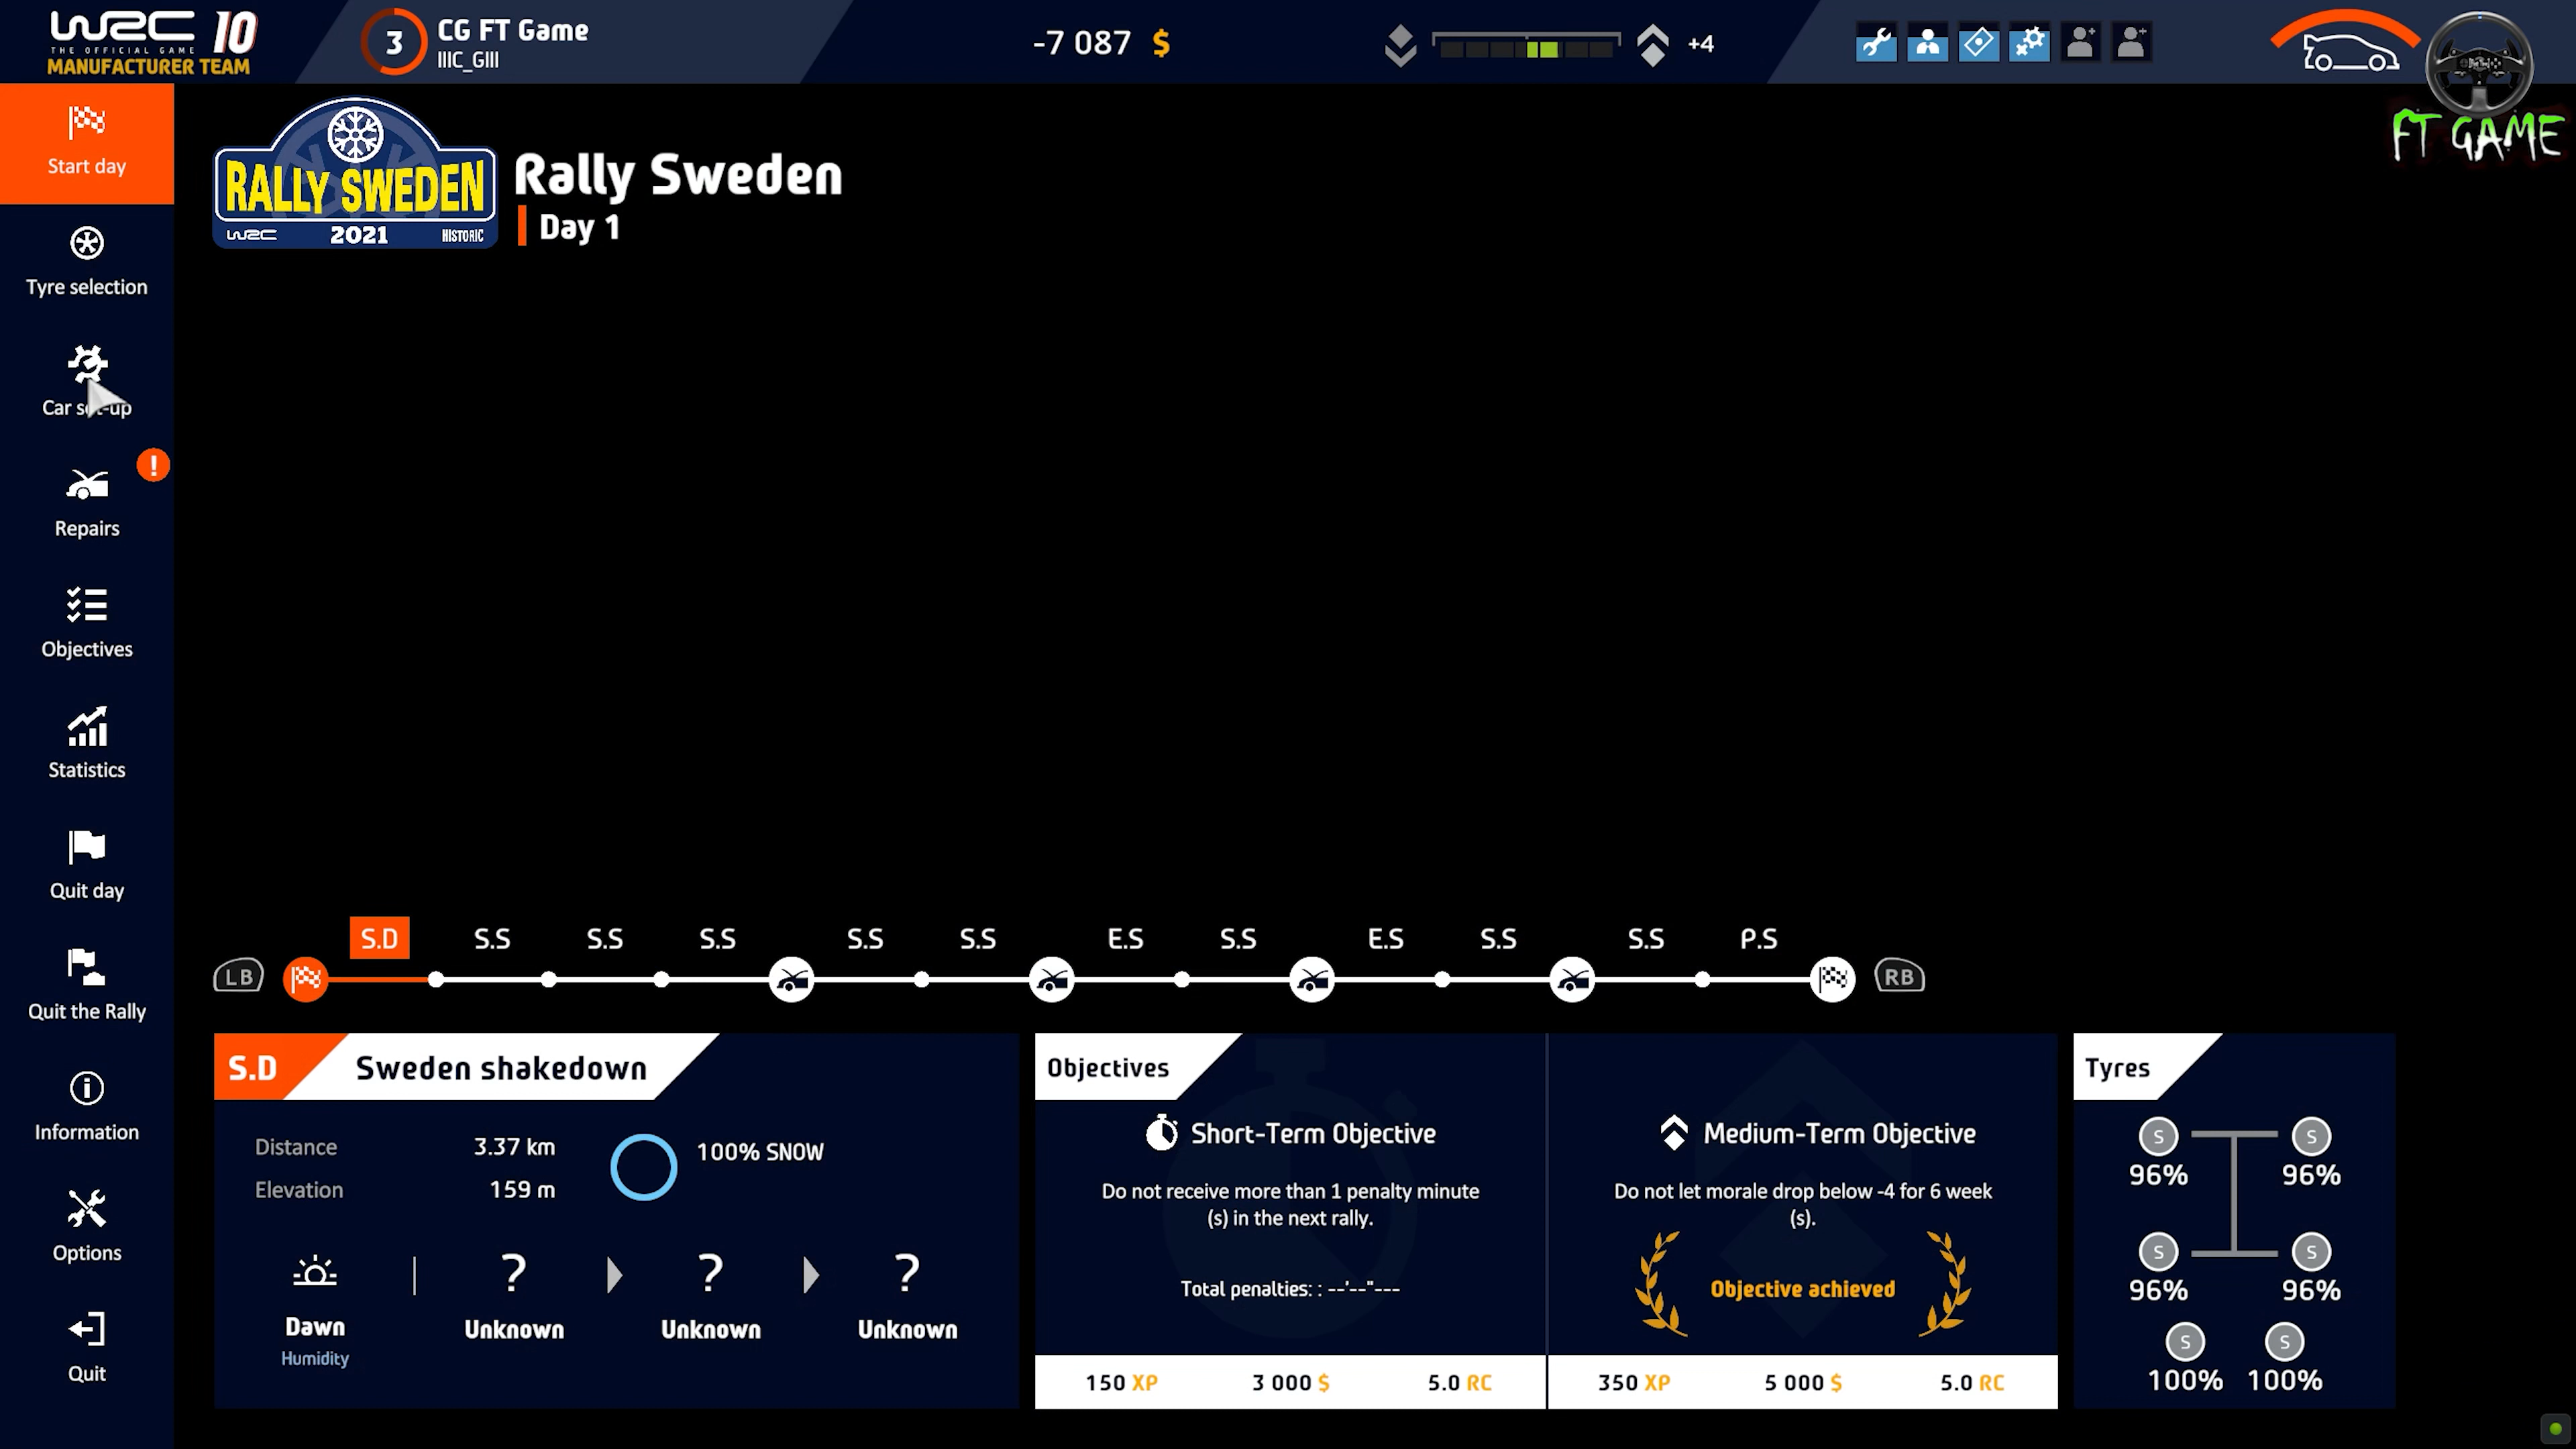 WRC 10
THE OFFICIAL GAME
MANUFACTURER TEAM
3
CG FT Game
IIIC_GIII
-7 087 $
+4
FT GAME
Start day
Tyre selection
Car set-up
!
Repairs
Objectives
Statistics
Quit day
Quit the Rally
Information
Options
Quit
RALLY SWEDEN
WRC 2021 HISTORIC
Rally Sweden
Day 1
S.D S.S S.S S.S S.S S.S E.S S.S E.S S.S S.S P.S
LB RB
S.D Sweden shakedown
Distance 3.37 km
Elevation 159 m
100% SNOW
? ? ?
Dawn Unknown Unknown Unknown
Humidity
Objectives
Short-Term Objective
Do not receive more than 1 penalty minute
(s) in the next rally.
Total penalties: : --'--"---
150 XP 3 000 $ 5.0 RC
Medium-Term Objective
Do not let morale drop below -4 for 6 week
(s).
Objective achieved
350 XP 5 000 $ 5.0 RC
Tyres
S S
96% 96%
S S
96% 96%
S S
100% 100%